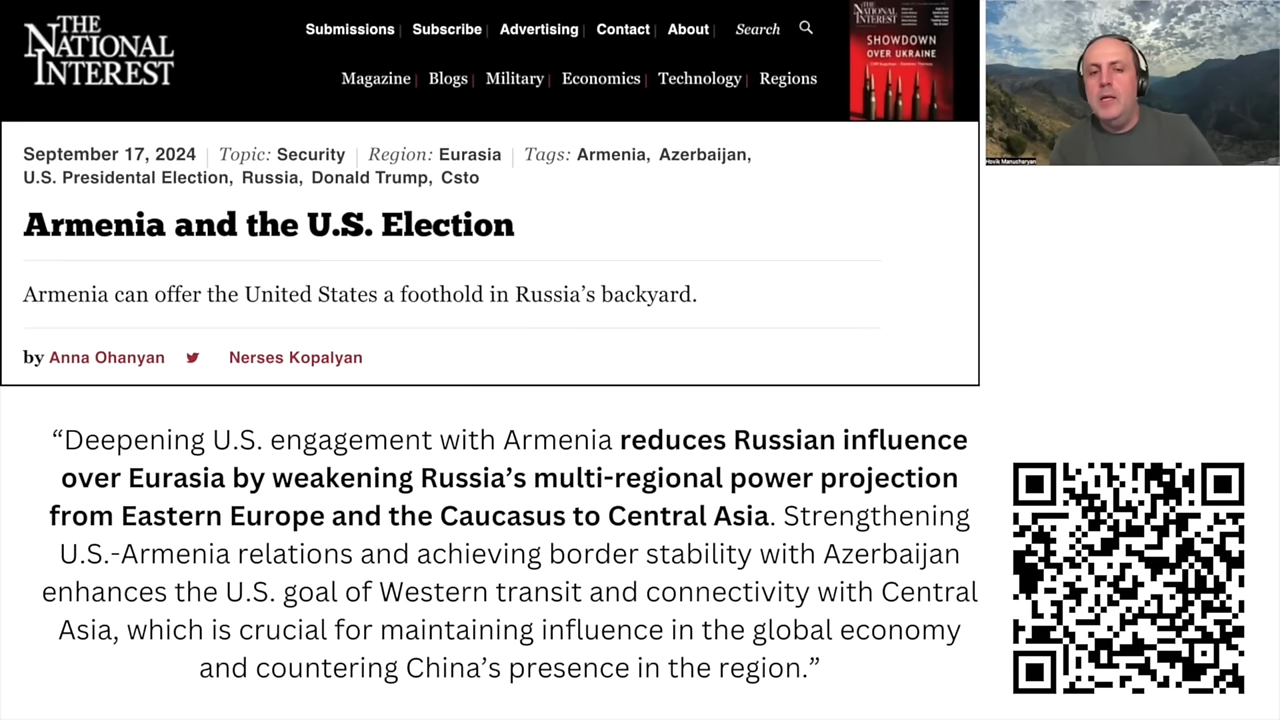 THE
NATIONAL
INTEREST
Submissions Subscribe Advertising Contact About Search
Magazine Blogs Military Economics Technology Regions
THE
NATIONAL
INTEREST
SHOWDOWN
OVER UKRAINE
Hovik Manucharyan
September 17, 2024 Topic: Security Region: Eurasia Tags: Armenia, Azerbaijan,
U.S. Presidental Election, Russia, Donald Trump, Csto
Armenia and the U.S. Election
Armenia can offer the United States a foothold in Russia’s backyard.
by Anna Ohanyan Nerses Kopalyan
“Deepening U.S. engagement with Armenia reduces Russian influence
over Eurasia by weakening Russia’s multi-regional power projection
from Eastern Europe and the Caucasus to Central Asia. Strengthening
U.S.-Armenia relations and achieving border stability with Azerbaijan
enhances the U.S. goal of Western transit and connectivity with Central
Asia, which is crucial for maintaining influence in the global economy
and countering China’s presence in the region.”